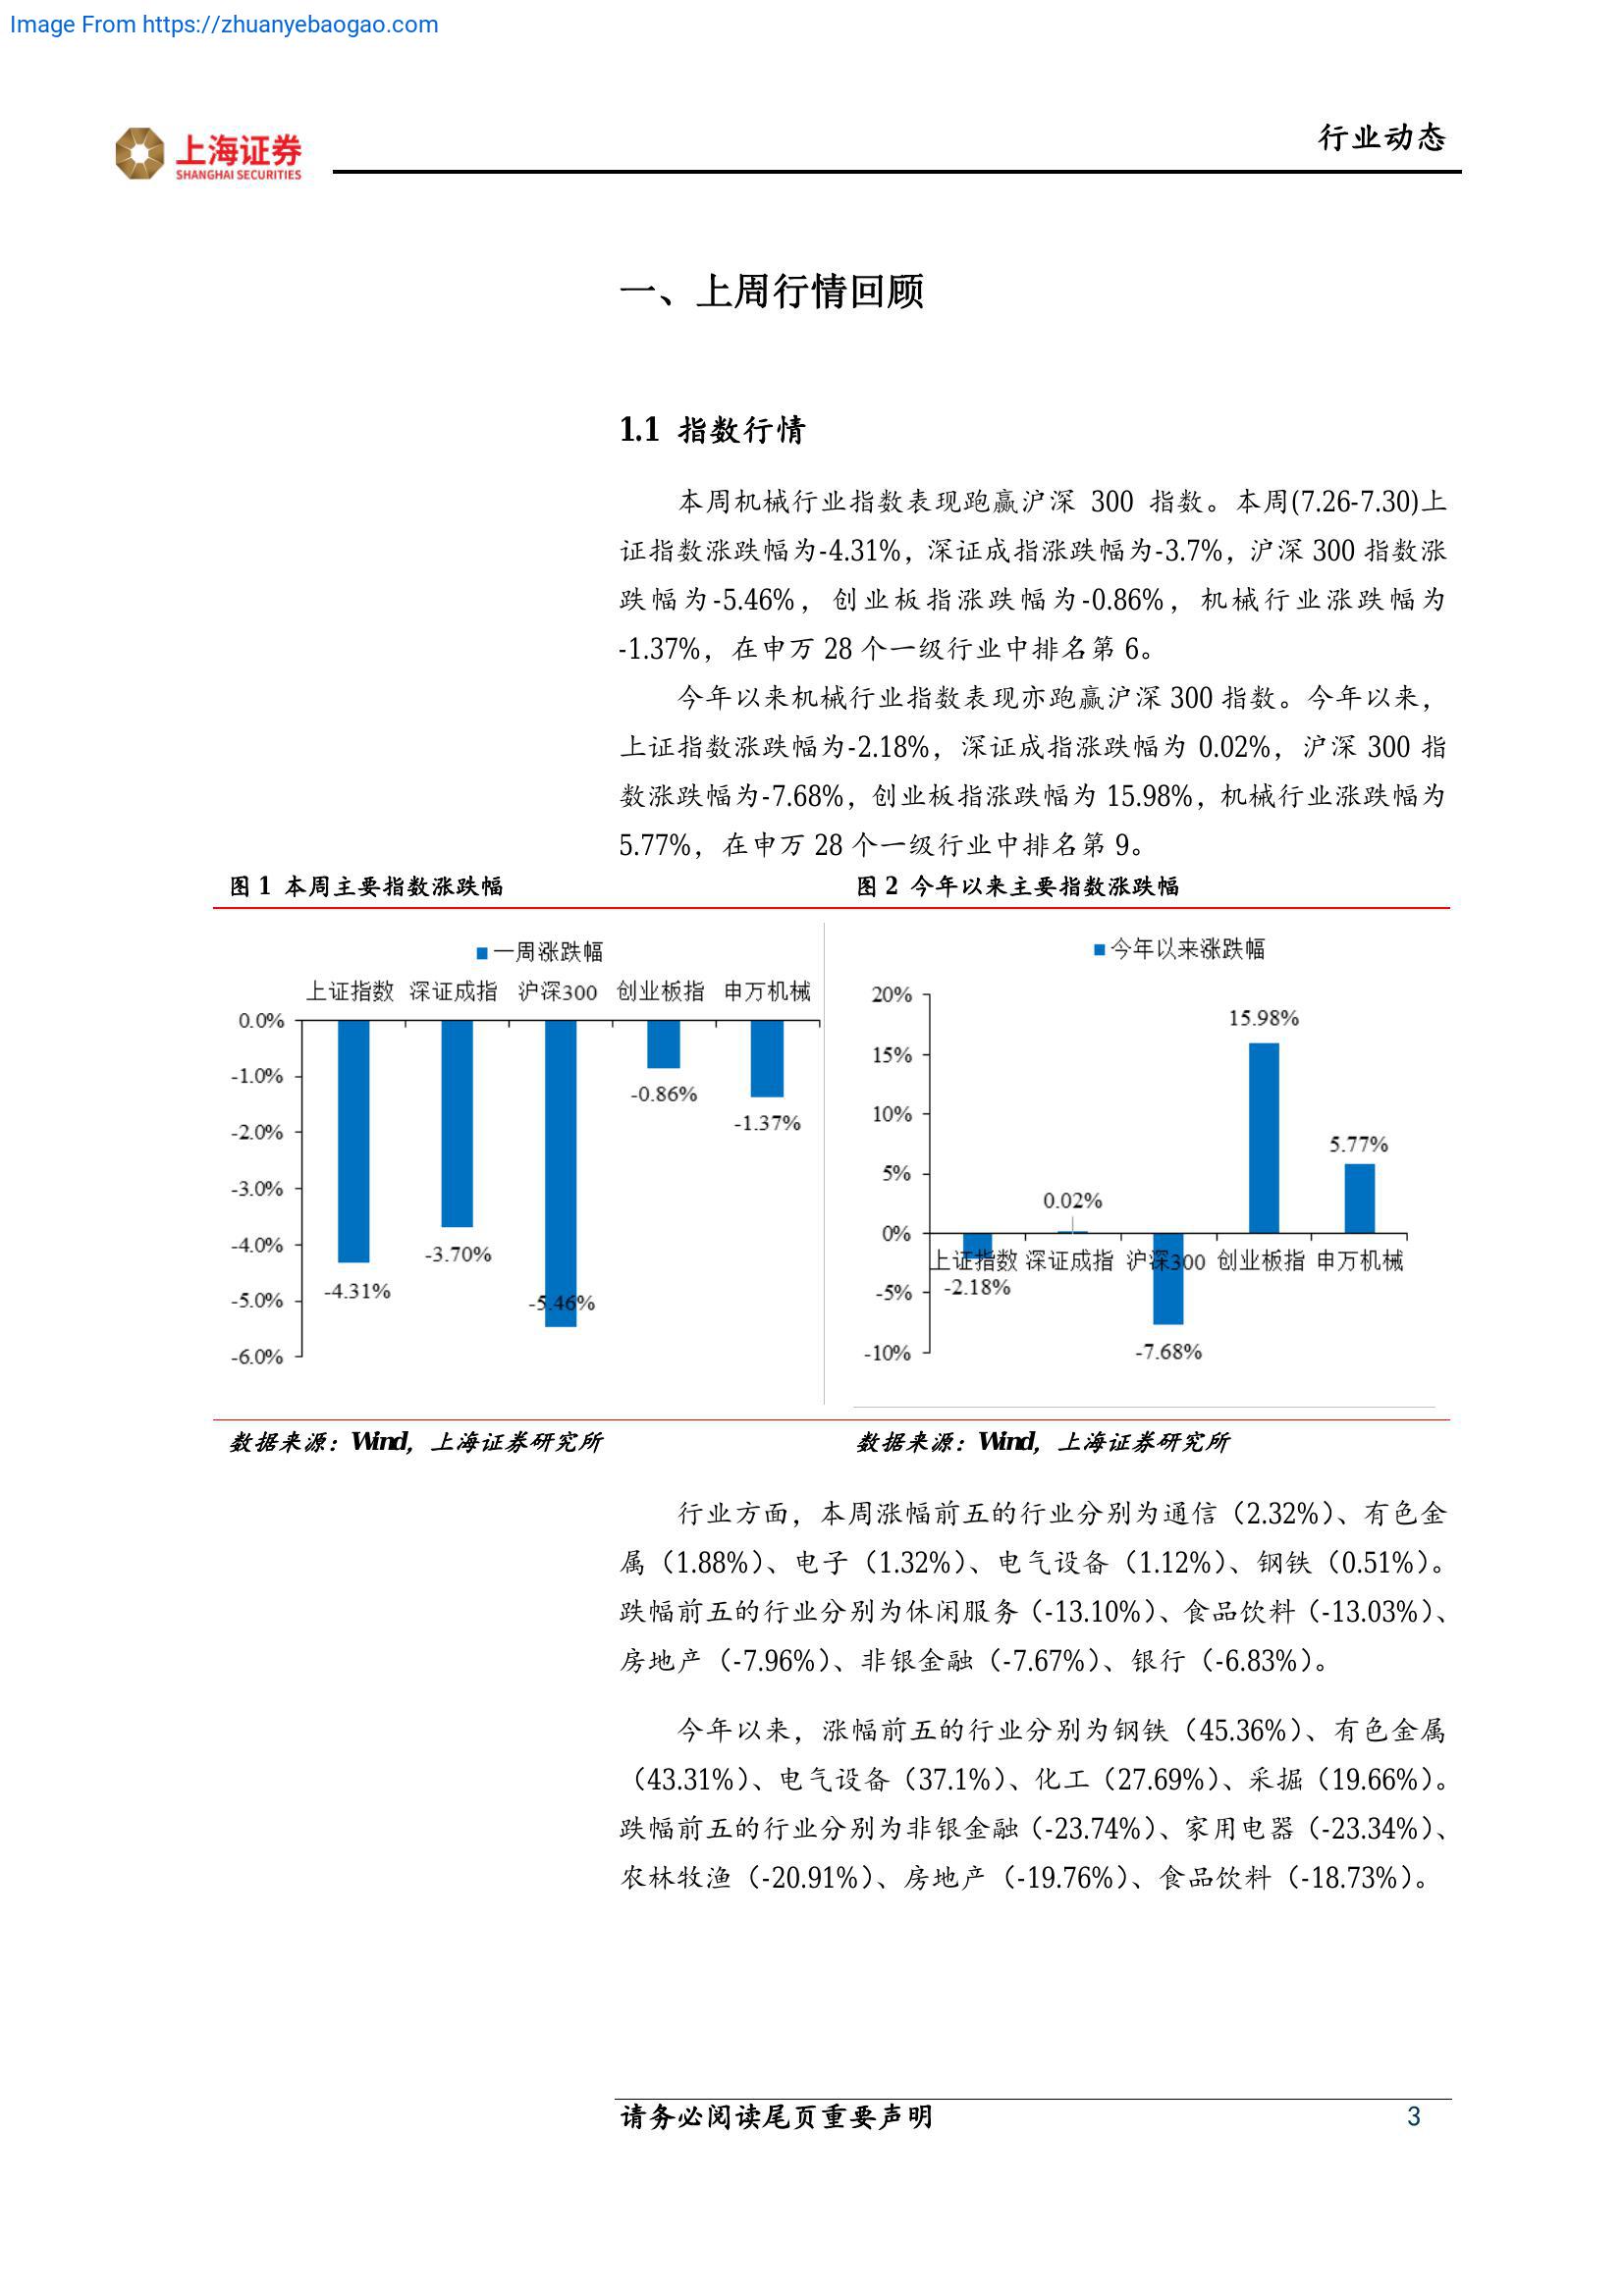 Image From https://zhuanyebaogao.com
上海证券
SHANGHAI SECURITIES
行业动态
一、上周行情回顾
1.1 指数行情
本周机械行业指数表现跑赢沪深 300 指数。本周(7.26-7.30)上
证指数涨跌幅为-4.31%，深证成指涨跌幅为-3.7%，沪深 300 指数涨
跌幅为-5.46%，创业板指涨跌幅为-0.86%，机械行业涨跌幅为
-1.37%，在申万 28 个一级行业中排名第 6。
今年以来机械行业指数表现亦跑赢沪深 300 指数。今年以来，
上证指数涨跌幅为-2.18%，深证成指涨跌幅为 0.02%，沪深 300 指
数涨跌幅为-7.68%，创业板指涨跌幅为 15.98%，机械行业涨跌幅为
5.77%，在申万 28 个一级行业中排名第 9。
图 1 本周主要指数涨跌幅
一周涨跌幅
上证指数 深证成指 沪深300 创业板指 申万机械
0.0%
-1.0%
-2.0%
-3.0%
-4.0%
-5.0%
-6.0%
-4.31%
-3.70%
-5.46%
-0.86%
-1.37%
数据来源：Wind，上海证券研究所
图 2 今年以来主要指数涨跌幅
今年以来涨跌幅
20%
15%
10%
5%
0%
-5%
-10%
上证指数 深证成指 沪深300 创业板指 申万机械
-2.18%
0.02%
-7.68%
15.98%
5.77%
数据来源：Wind，上海证券研究所
行业方面，本周涨幅前五的行业分别为通信（2.32%）、有色金
属（1.88%）、电子（1.32%）、电气设备（1.12%）、钢铁（0.51%）。
跌幅前五的行业分别为休闲服务（-13.10%）、食品饮料（-13.03%）、
房地产（-7.96%）、非银金融（-7.67%）、银行（-6.83%）。
今年以来，涨幅前五的行业分别为钢铁（45.36%）、有色金属
（43.31%）、电气设备（37.1%）、化工（27.69%）、采掘（19.66%）。
跌幅前五的行业分别为非银金融（-23.74%）、家用电器（-23.34%）、
农林牧渔（-20.91%）、房地产（-19.76%）、食品饮料（-18.73%）。
请务必阅读尾页重要声明
3